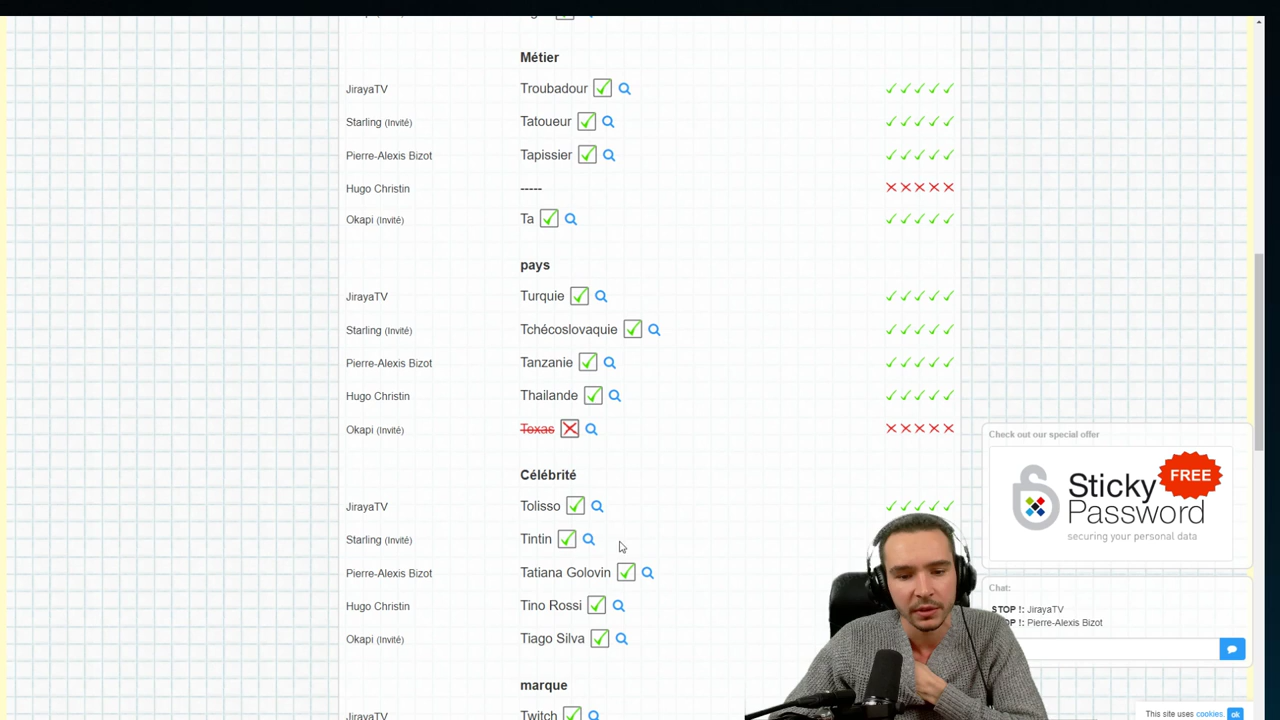 Métier
JirayaTV Troubadour
Starling (Invité) Tatoueur
Pierre-Alexis Bizot Tapissier
Hugo Christin -----
Okapi (Invité) Ta
pays
JirayaTV Turquie
Starling (Invité) Tchécoslovaquie
Pierre-Alexis Bizot Tanzanie
Hugo Christin Thailande
Okapi (Invité) Toxas
Célébrité
JirayaTV Tolisso
Starling (Invité) Tintin
Pierre-Alexis Bizot Tatiana Golovin
Hugo Christin Tino Rossi
Okapi (Invité) Tiago Silva
marque
JirayaTV Twitch
Check out our special offer
FREE
Sticky
Password
securing your personal data
Chat:
STOP !: JirayaTV
!: Pierre-Alexis Bizot
This site uses cookies. ok